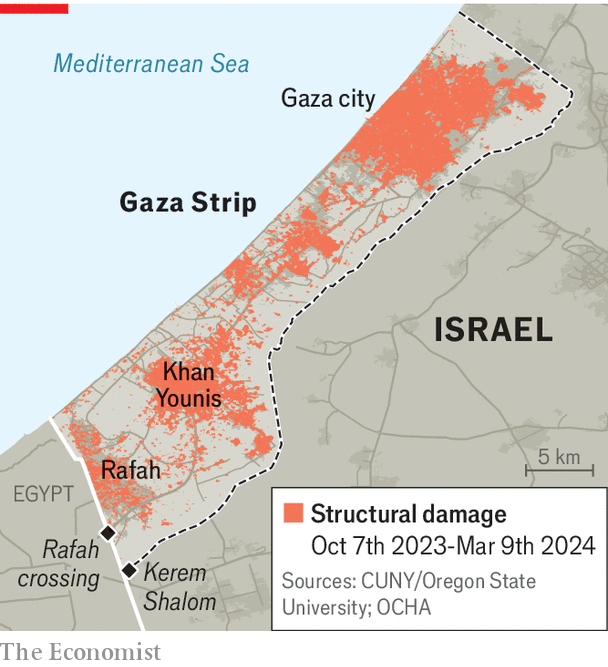 Mediterranean Sea
Gaza city
Gaza Strip
ISRAEL
Khan
Younis
5 km
Rafah
EGYPT
Rafah
crossing
Kerem
Shalom
Structural damage
Oct 7th 2023-Mar 9th 2024
Sources: CUNY/Oregon State
University; OCHA
The Economist